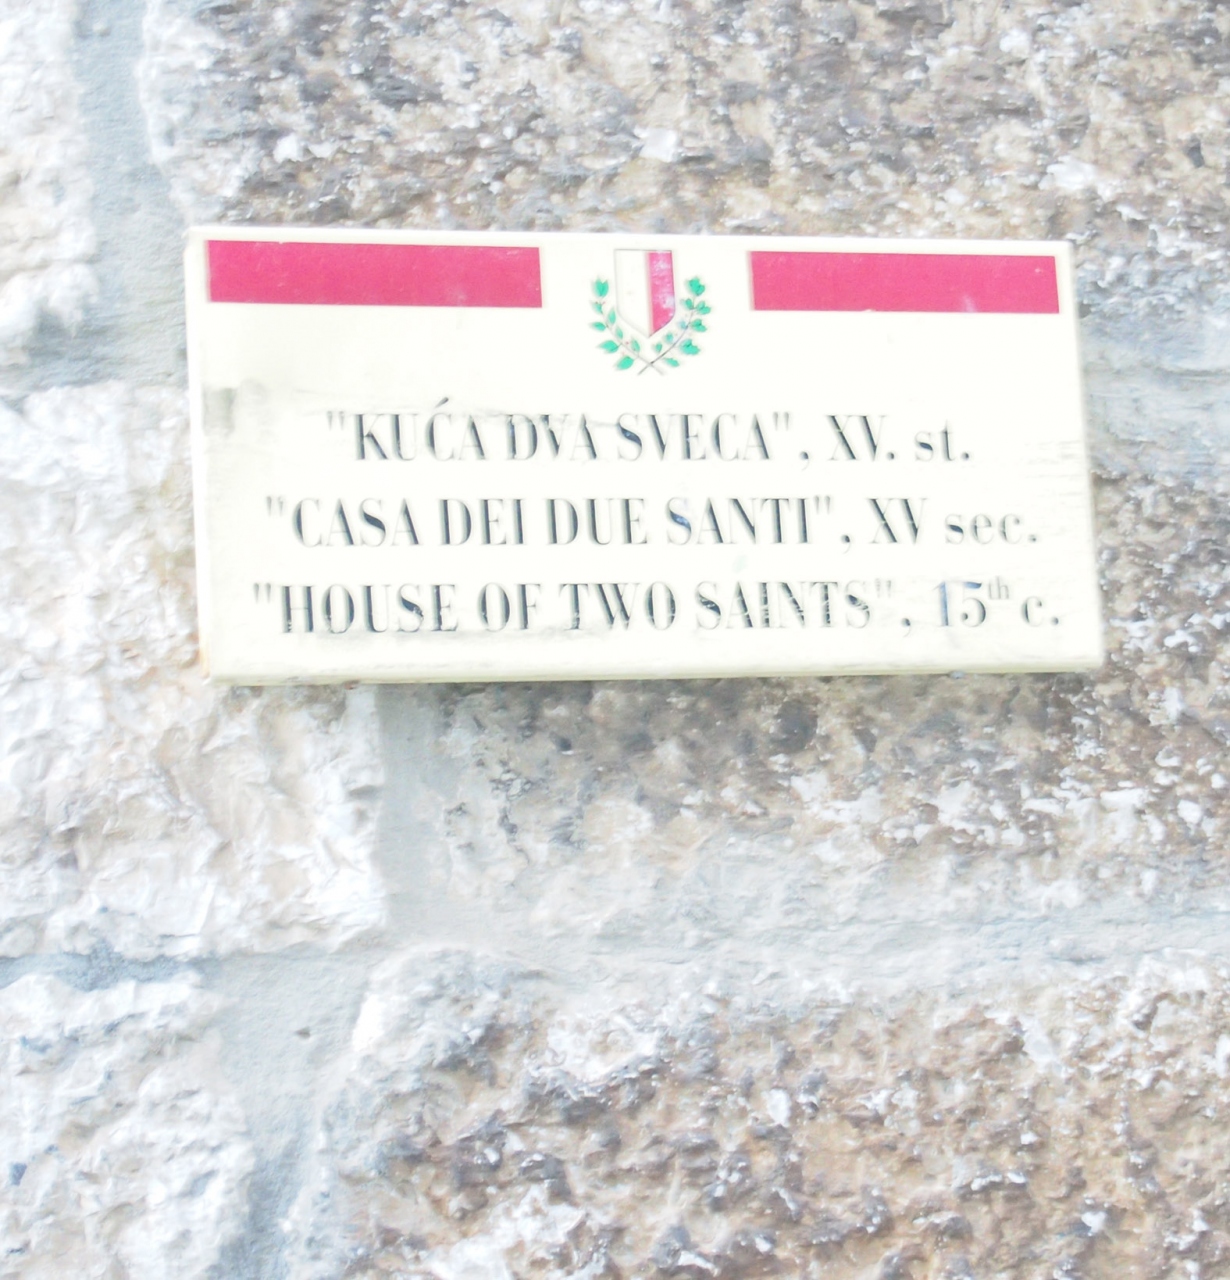 "KUĆA DVA SVECA", XV. st.
"CASA DEI DUE SANTI", XV sec.
"HOUSE OF TWO SAINTS", 15th c.